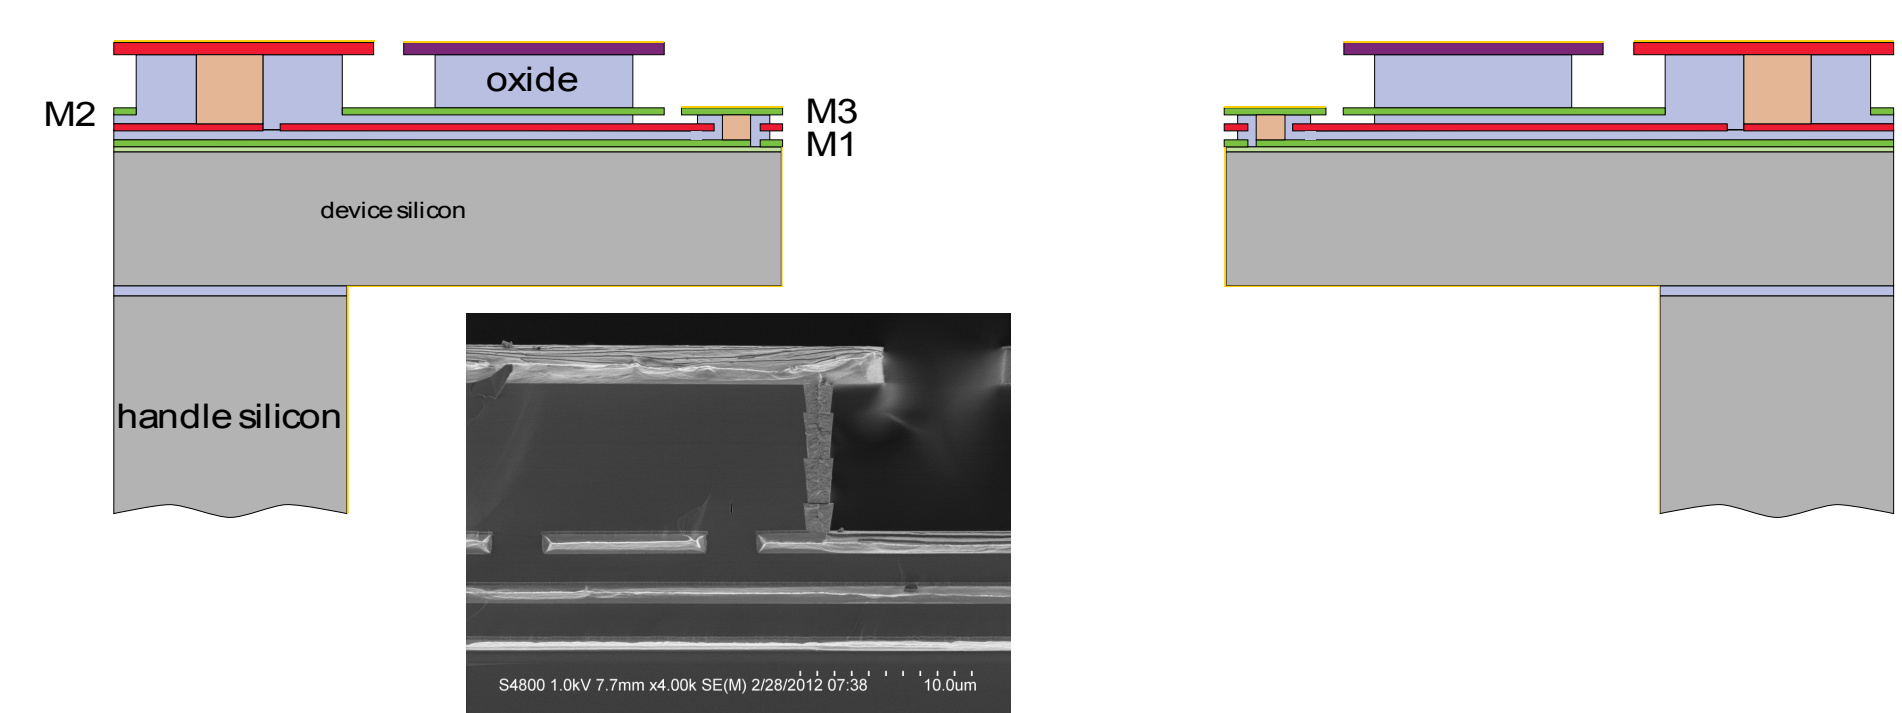 oxide
M2
M3
M1
device silicon
handle silicon
S4800 1.0kV 7.7mm x4.00k SE(M) 2/28/2012 07:38 10.0um